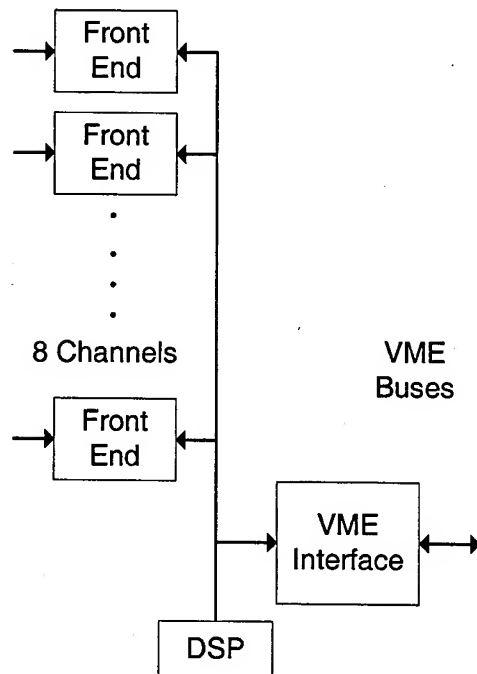 Front
End
Front
End
8 Channels
VME
Buses
Front
End
VME
Interface
DSP